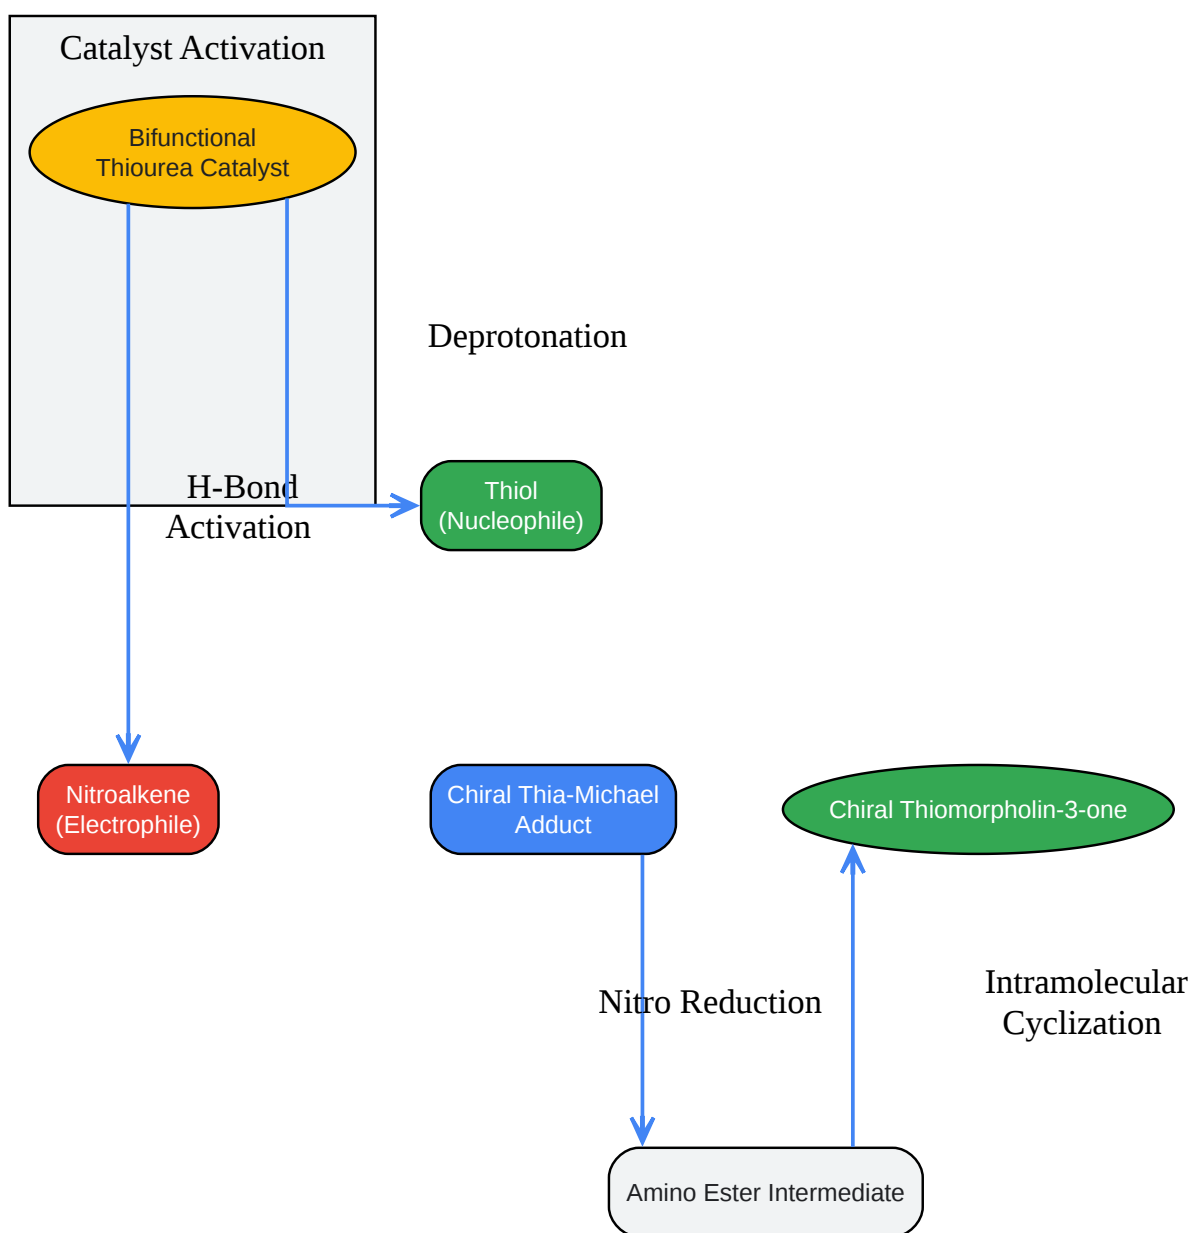 Catalyst Activation
Bifunctional
Thiourea Catalyst
Deprotonation
H-Bond
Activation
Thiol
(Nucleophile)
Nitroalkene
(Electrophile)
Chiral Thia-Michael
Adduct
Chiral Thiomorpholin-3-one
Nitro Reduction
Intramolecular
Cyclization
Amino Ester Intermediate